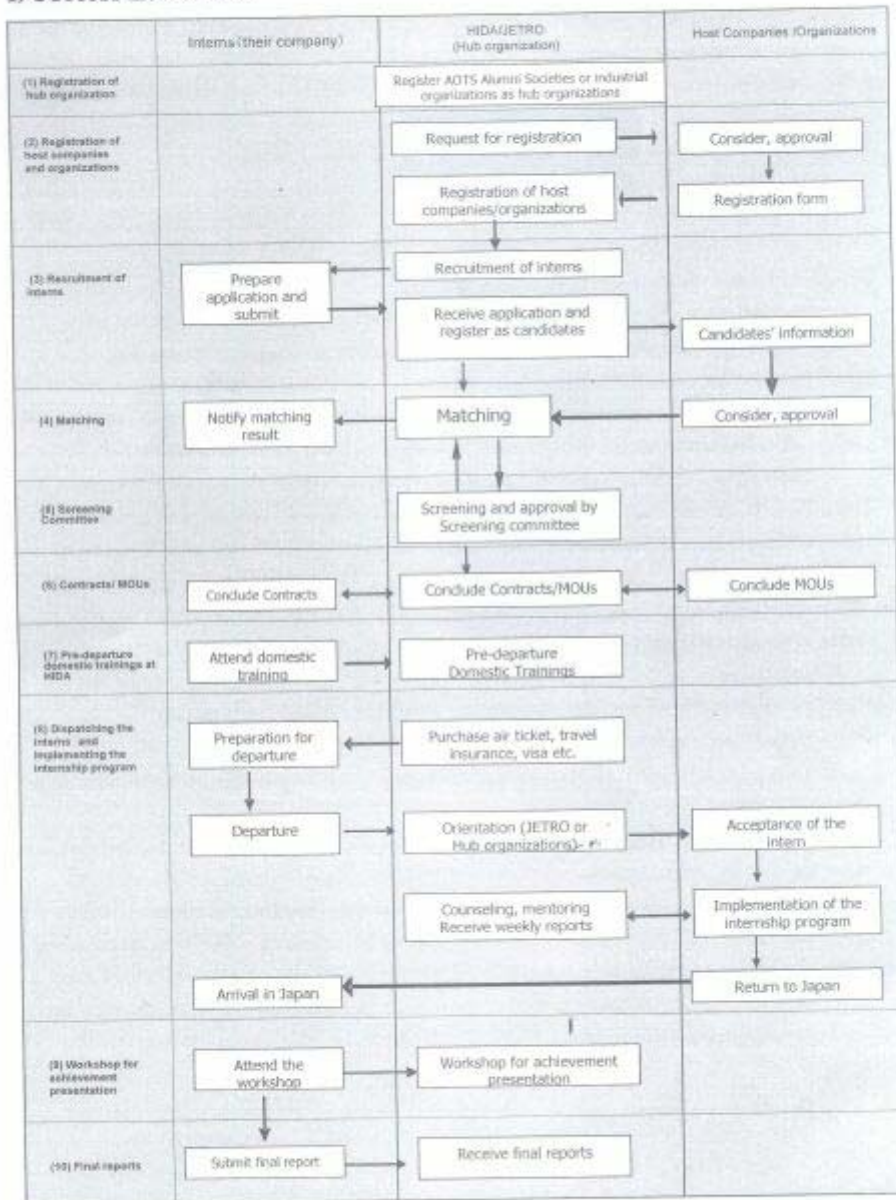 Interns(their company)
HIDA/JETRO
(Hub organization)
Host Companies /Organizations
(1) Registration of
hub organization
Register AOTS Alumni Societies or industrial
organizations as hub organizations
(2) Registration of
host companies
and organizations
Request for registration
Consider, approval
Registration of host
companies/organizations
Registration form
(3) Recruitment of
interns
Prepare
application and
submit
Recruitment of interns
Receive application and
register as candidates
Candidates' information
(4) Matching
Notify matching
result
Matching
Consider, approval
Screening
Committee
Screening and approval by
Screening committee
(6) Contracts/ MOUs
Conclude Contracts
Conclude Contracts/MOUs
Conclude MOUs
(7) Pre-departure
domestic trainings at
HIDA
Attend domestic
training
Pre-departure
Domestic Trainings
Dispatching the
interns and
implementing the
internship program
Preparation for
departure
Purchase air ticket, travel
insurance, visa etc.
Departure
Orientation (JETRO or
Hub organizations)
Acceptance of the
intern
Counseling, mentoring
Receive weekly reports
Implementation of the
internship program
Arrival in Japan
Return to Japan
(9) Workshop for
achievement
presentation
Attend the
workshop
Workshop for achievement
presentation
(10) Final reports
Submit final report
Receive final reports